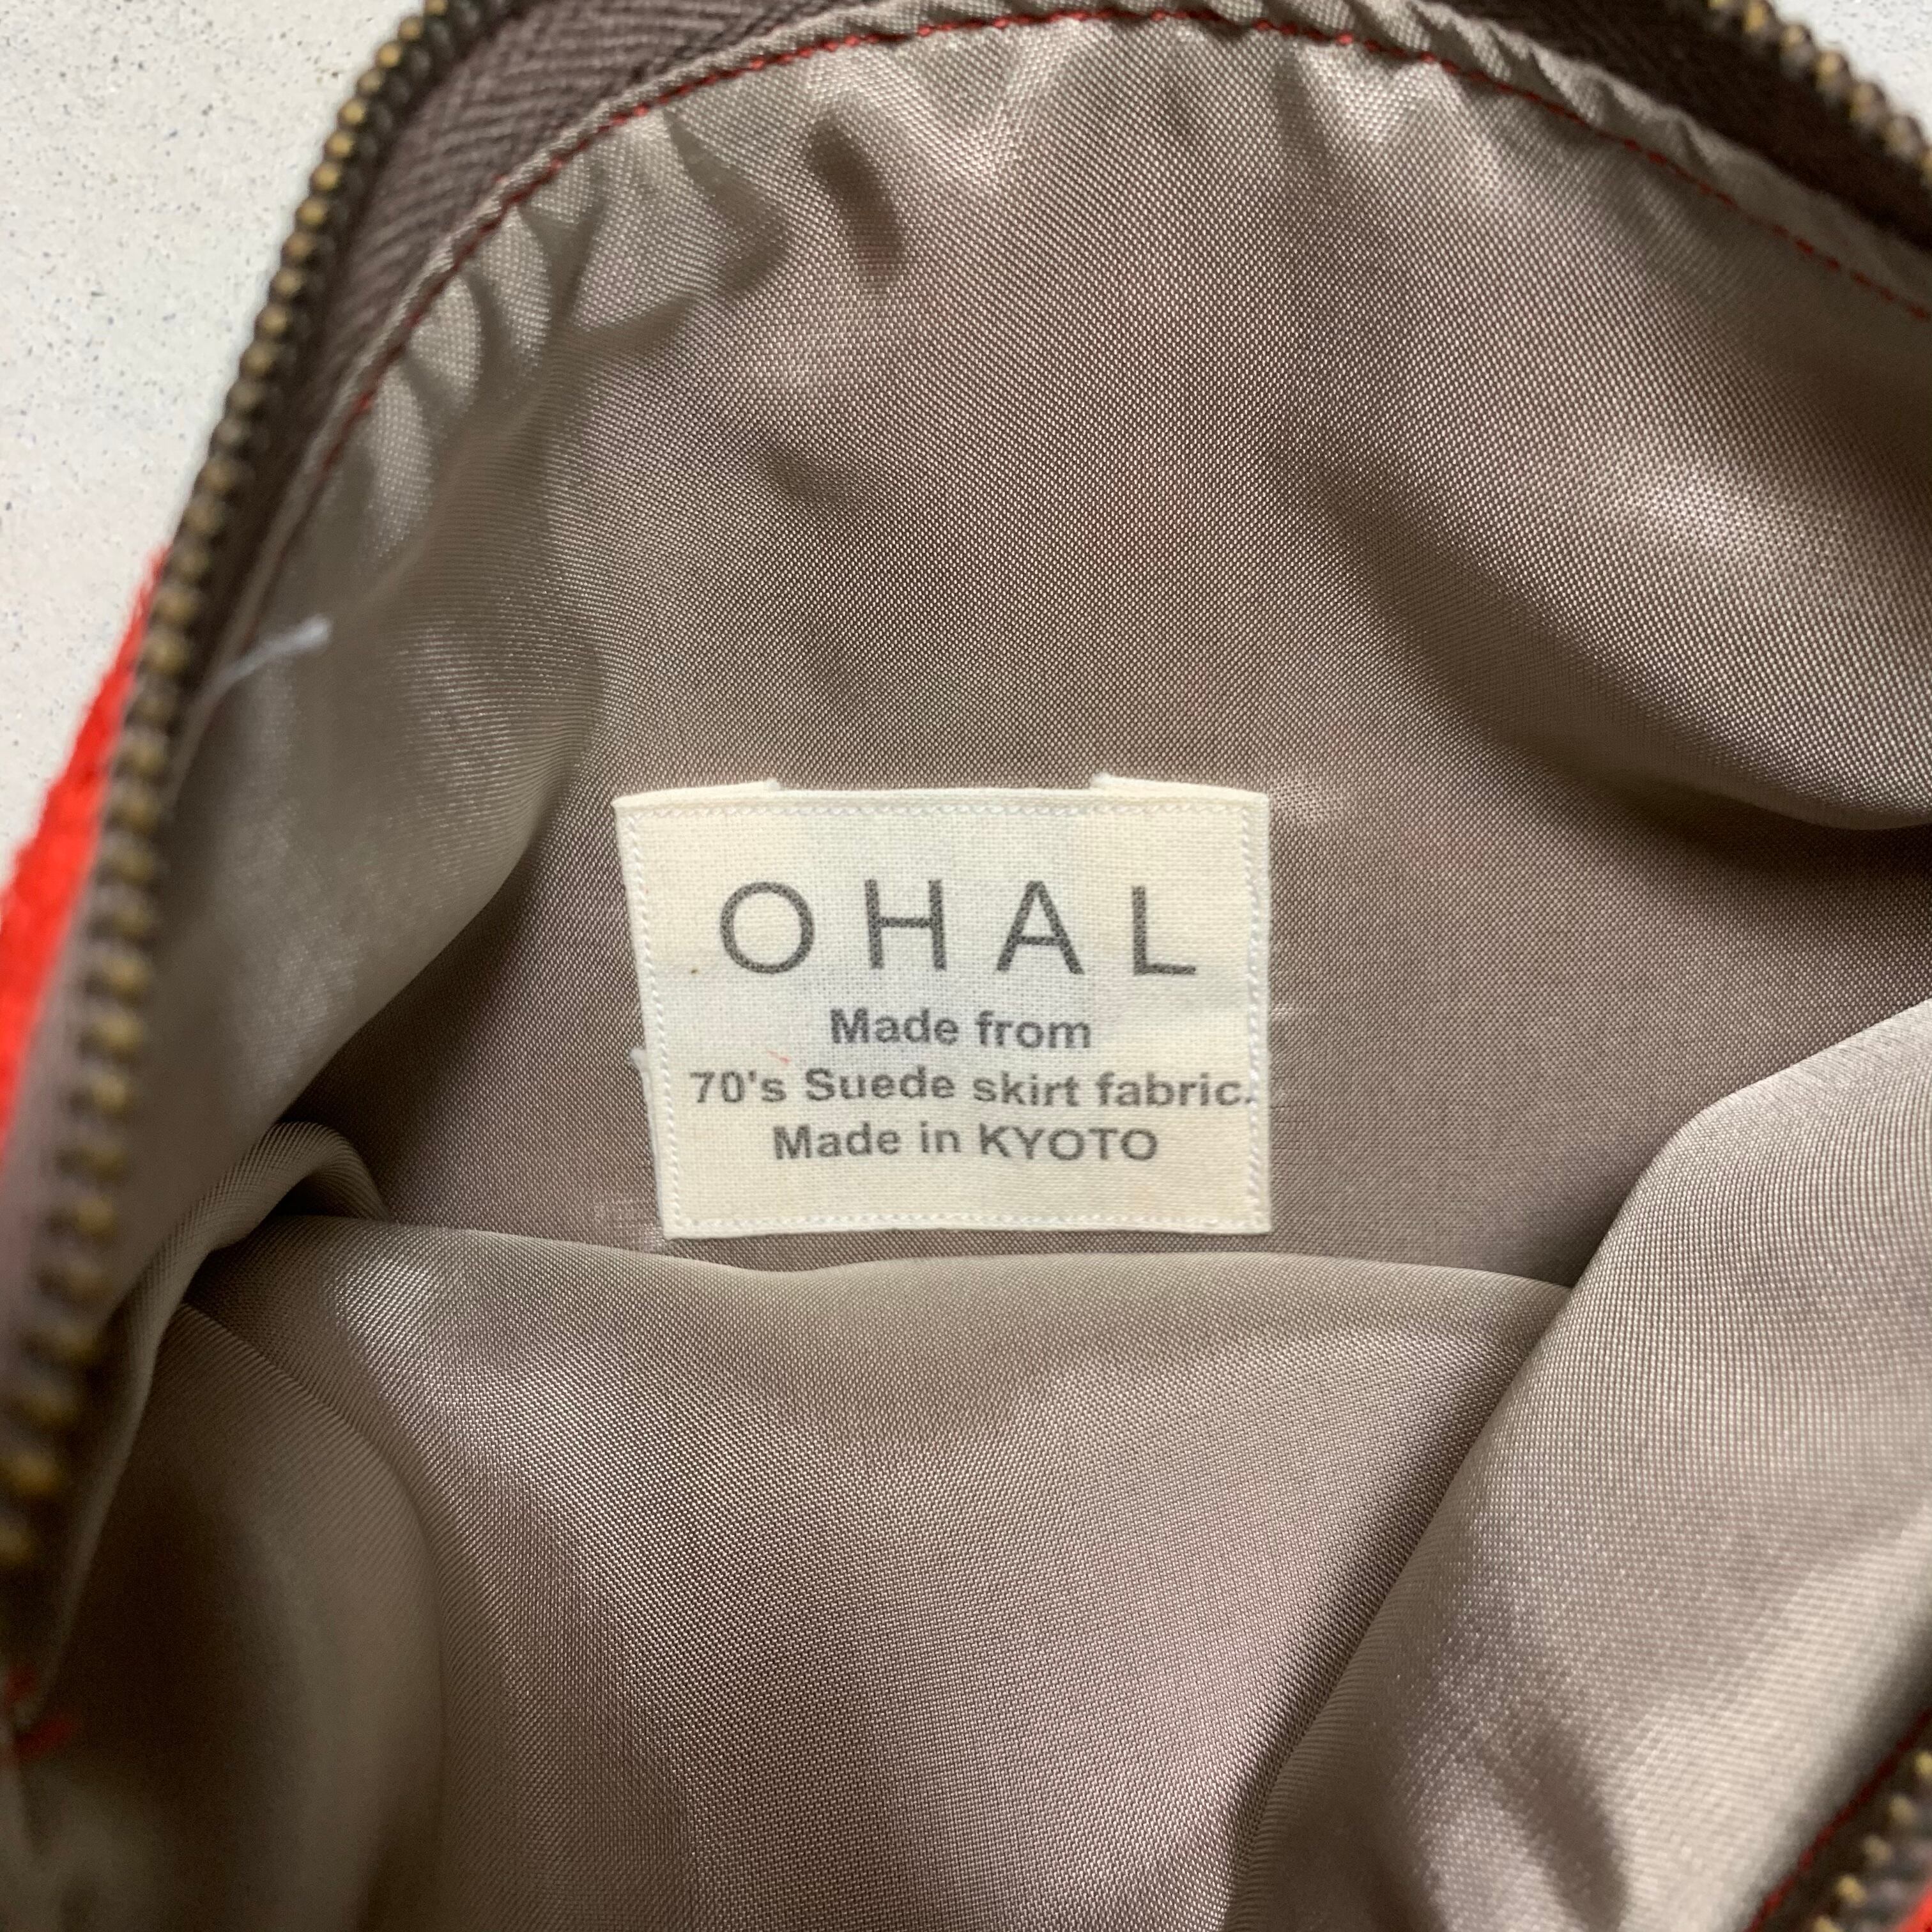 OHAL
Made from
70's Suede skirt fabric.
Made in KYOTO